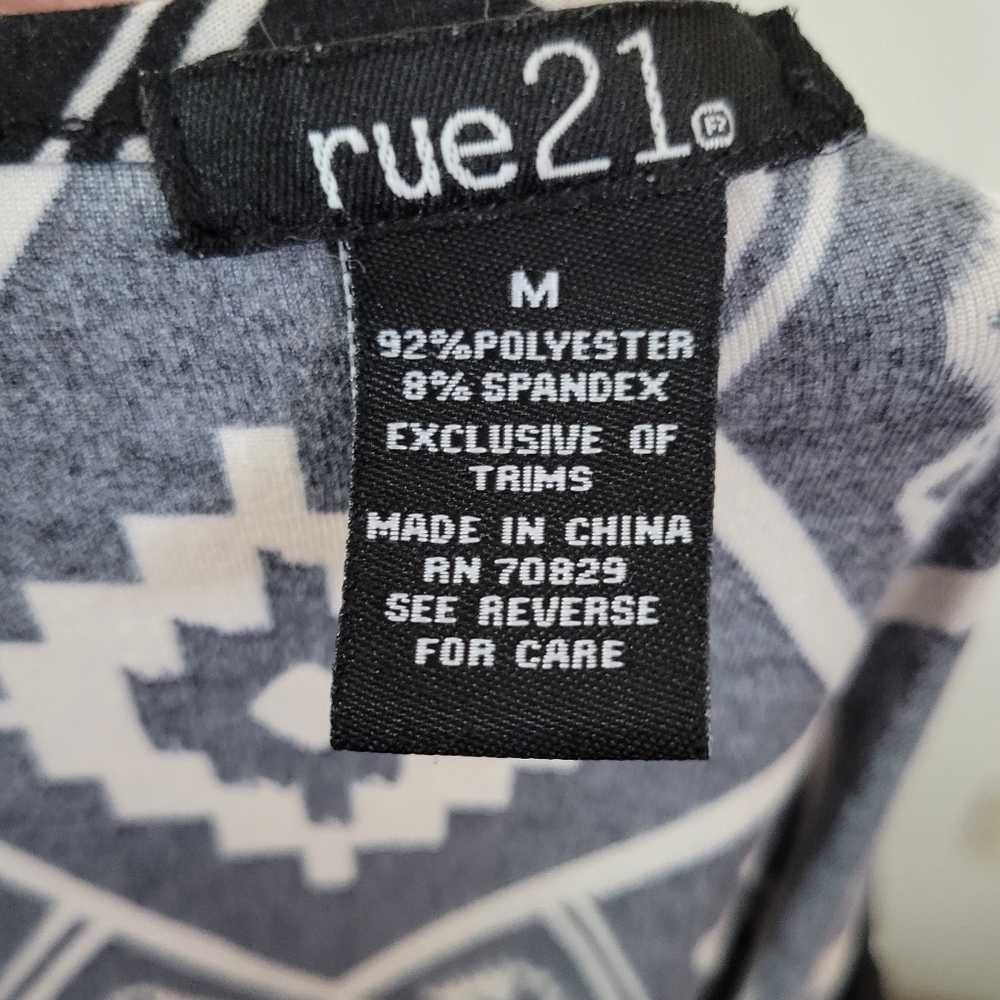 rue21
M
92%POLYESTER
8% SPANDEX
EXCLUSIVE OF
TRIMS
MADE IN CHINA
RN 70829
SEE REVERSE
FOR CARE